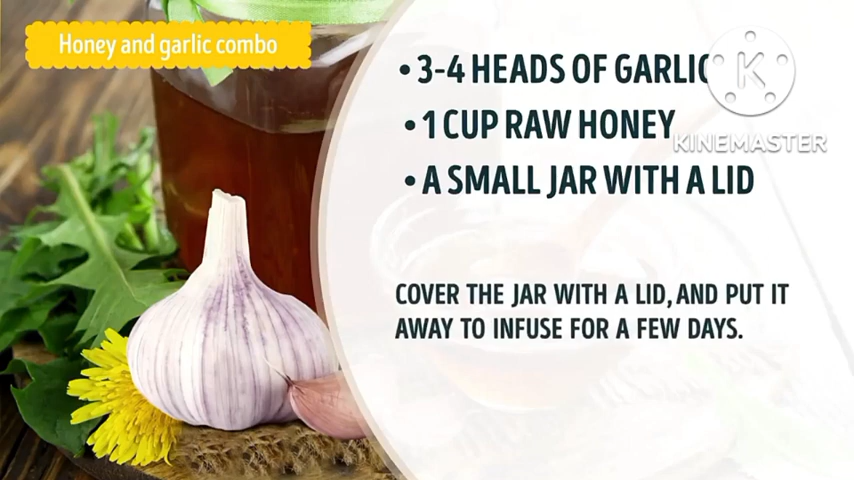 Honey and garlic combo
• 3-4 HEADS OF GARLIC
• 1 CUP RAW HONEY
• A SMALL JAR WITH A LID
COVER THE JAR WITH A LID, AND PUT IT
AWAY TO INFUSE FOR A FEW DAYS.
K
KINEMASTER